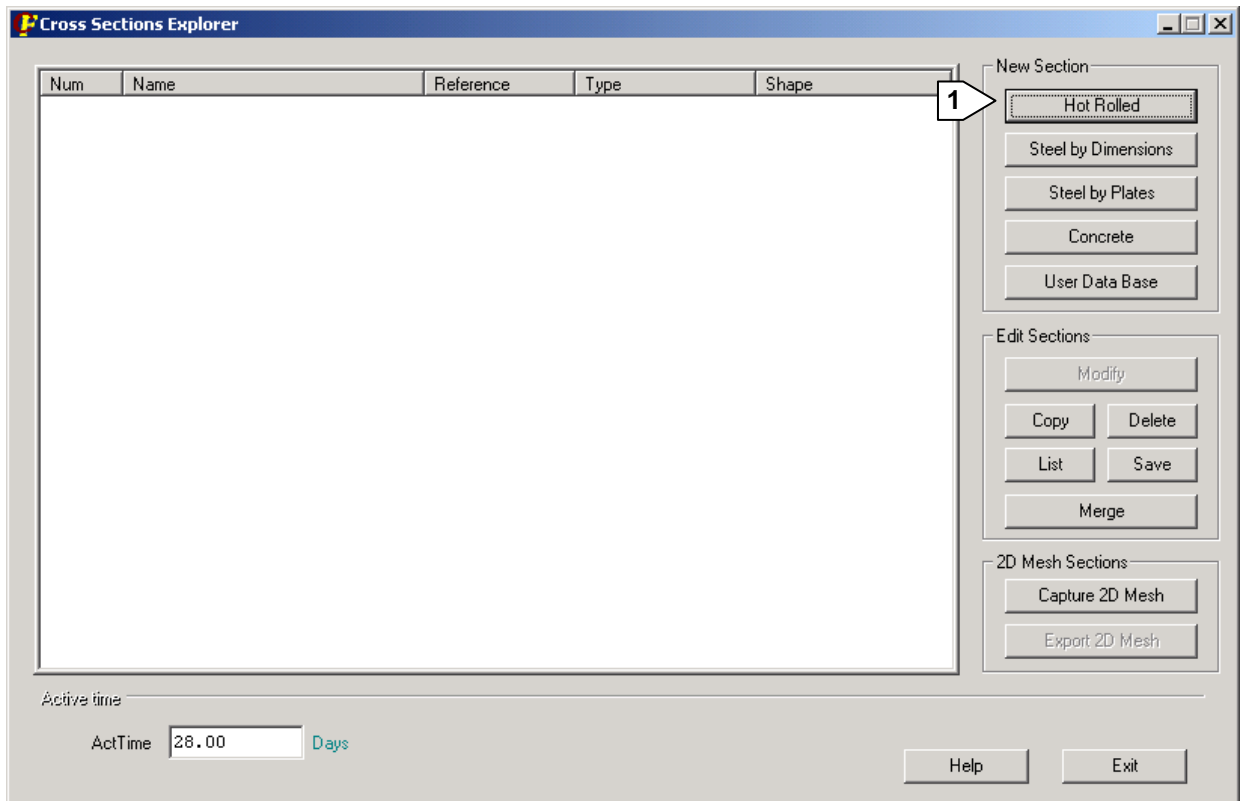 Cross Sections Explorer
Num Name Reference Type Shape
1
New Section
Hot Rolled
Steel by Dimensions
Steel by Plates
Concrete
User Data Base
Edit Sections
Modify
Copy Delete
List Save
Merge
2D Mesh Sections
Capture 2D Mesh
Export 2D Mesh
Active time
ActTime 28.00 Days
Help Exit